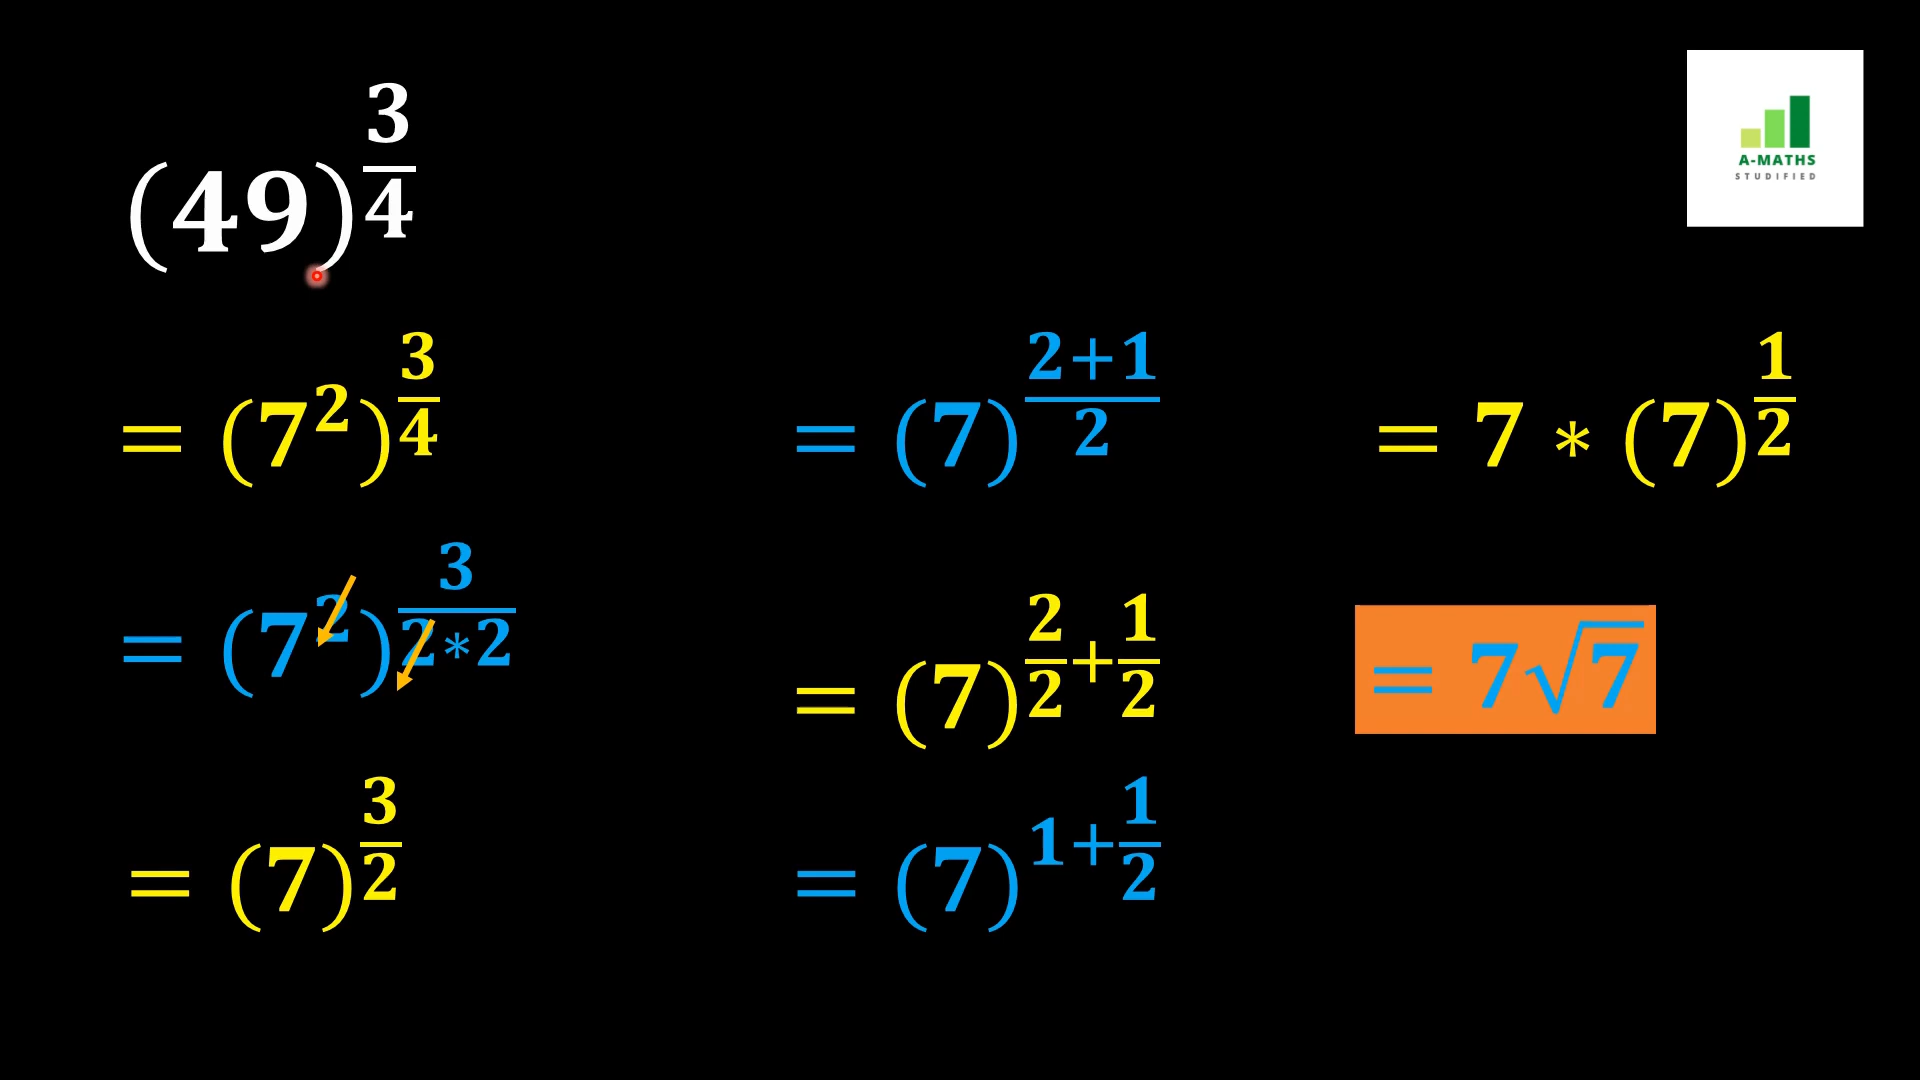 (49)^(3/4)
= (7^2)^(3/4)
= (7^2)^(3/(2*2))
= (7)^(3/2)
= (7)^((2+1)/2)
= (7)^(2/2+1/2)
= (7)^(1+1/2)
= 7 * (7)^(1/2)
= 7√7
A-MATHS
STUDIFIED